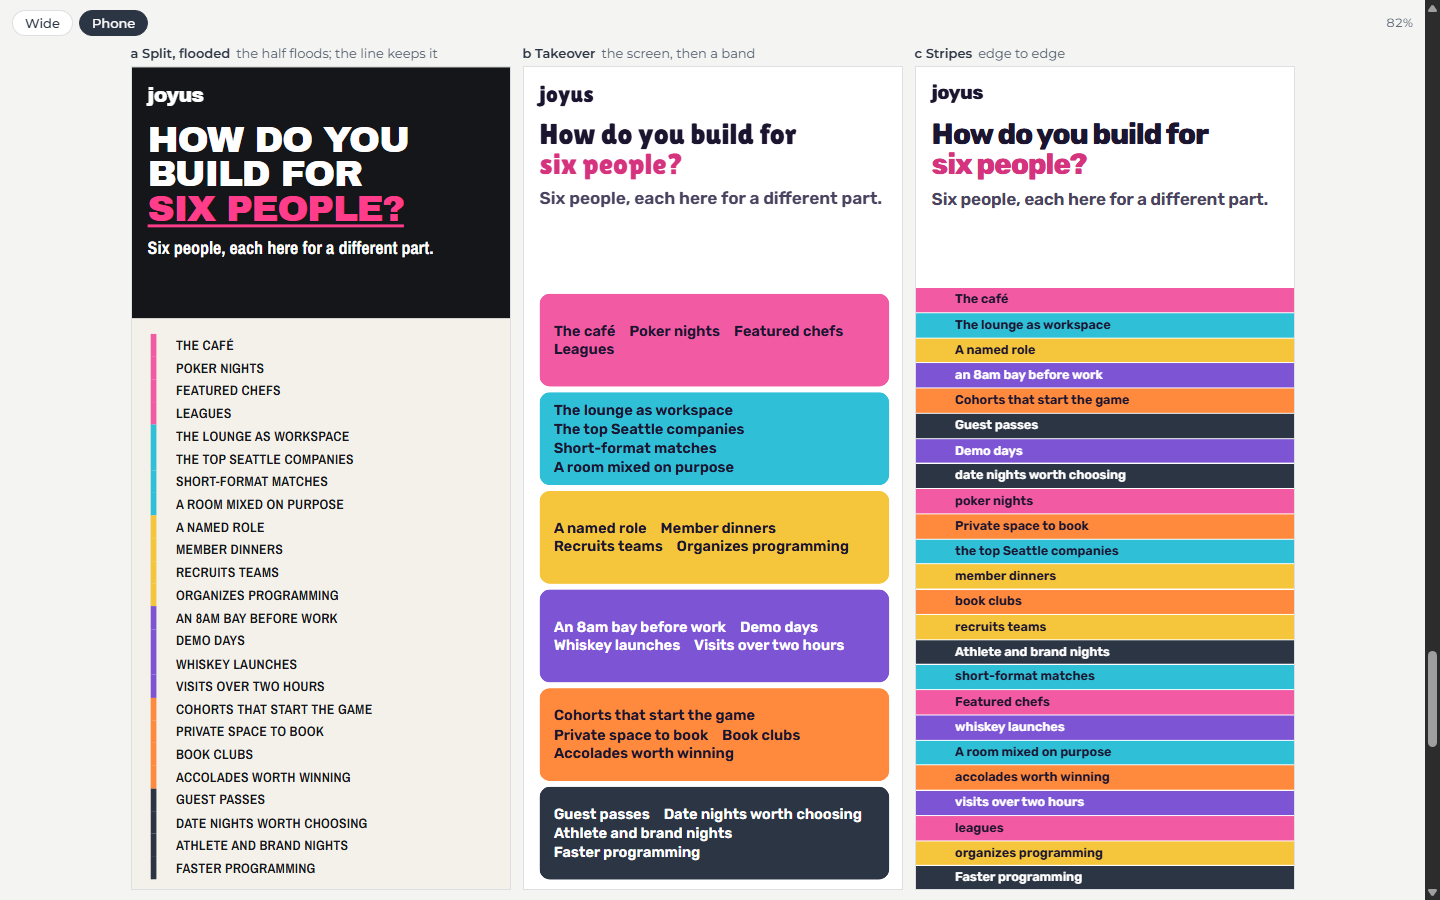 Wide
Phone
82%
a Split, flooded the half floods; the line keeps it
joyus
HOW DO YOU
BUILD FOR
SIX PEOPLE?
Six people, each here for a different part.
THE CAFÉ
POKER NIGHTS
FEATURED CHEFS
LEAGUES
THE LOUNGE AS WORKSPACE
THE TOP SEATTLE COMPANIES
SHORT-FORMAT MATCHES
A ROOM MIXED ON PURPOSE
A NAMED ROLE
MEMBER DINNERS
RECRUITS TEAMS
ORGANIZES PROGRAMMING
AN 8AM BAY BEFORE WORK
DEMO DAYS
WHISKEY LAUNCHES
VISITS OVER TWO HOURS
COHORTS THAT START THE GAME
PRIVATE SPACE TO BOOK
BOOK CLUBS
ACCOLADES WORTH WINNING
GUEST PASSES
DATE NIGHTS WORTH CHOOSING
ATHLETE AND BRAND NIGHTS
FASTER PROGRAMMING
b Takeover the screen, then a band
joyus
How do you build for
six people?
Six people, each here for a different part.
The café Poker nights Featured chefs
Leagues
The lounge as workspace
The top Seattle companies
Short-format matches
A room mixed on purpose
A named role Member dinners
Recruits teams Organizes programming
An 8am bay before work Demo days
Whiskey launches Visits over two hours
Cohorts that start the game
Private space to book Book clubs
Accolades worth winning
Guest passes Date nights worth choosing
Athlete and brand nights
Faster programming
c Stripes edge to edge
joyus
How do you build for
six people?
Six people, each here for a different part.
The café
The lounge as workspace
A named role
an 8am bay before work
Cohorts that start the game
Guest passes
Demo days
date nights worth choosing
poker nights
Private space to book
the top Seattle companies
member dinners
book clubs
recruits teams
Athlete and brand nights
short-format matches
Featured chefs
whiskey launches
A room mixed on purpose
accolades worth winning
visits over two hours
leagues
organizes programming
Faster programming